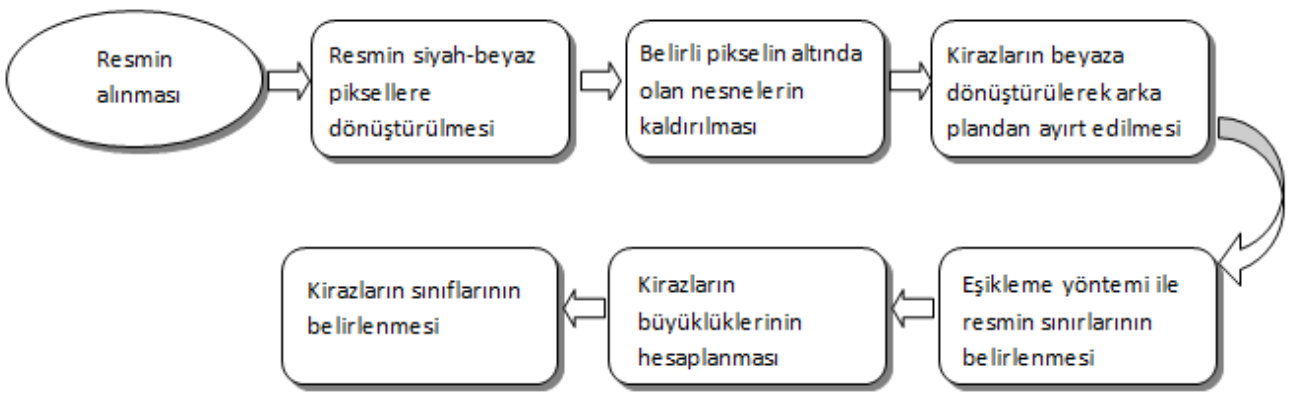 Resmin
alınması
Resmin siyah-beyaz
piksellere
dönüştürülmesi
Belirli pikselin altında
olan nesnelerin
kaldırılması
Kirazların beyaza
dönüştürülerek arka
plandan ayırt edilmesi
Eşikleme yöntemi ile
resmin sınırlarının
belirlenmesi
Kirazların
büyüklüklerinin
hesaplanması
Kirazların sınıflarının
belirlenmesi